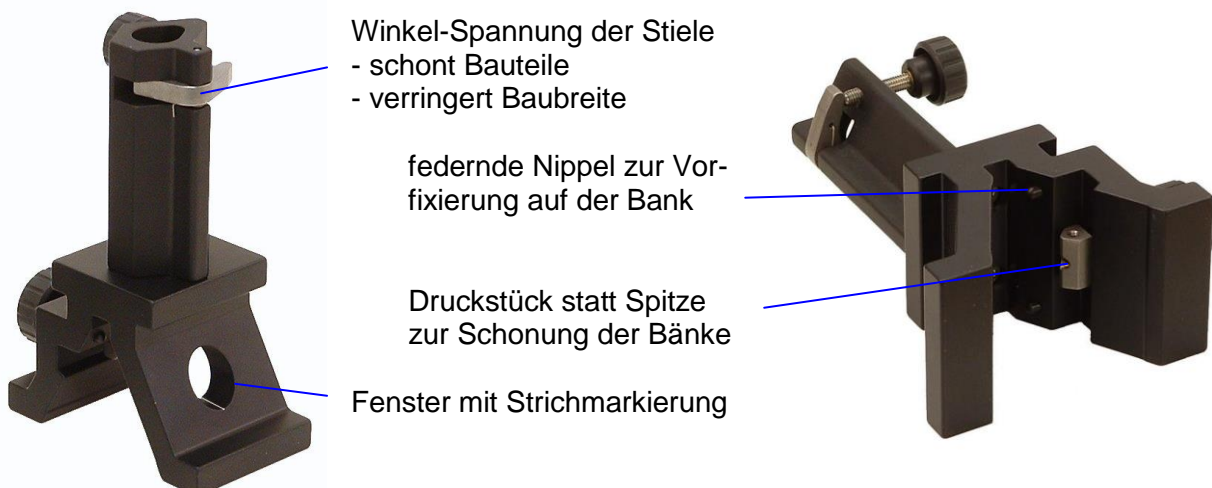 Winkel-Spannung der Stiele
- schont Bauteile
- verringert Baubreite
federnde Nippel zur Vor-
fixierung auf der Bank
Druckstück statt Spitze
zur Schonung der Bänke
Fenster mit Strichmarkierung